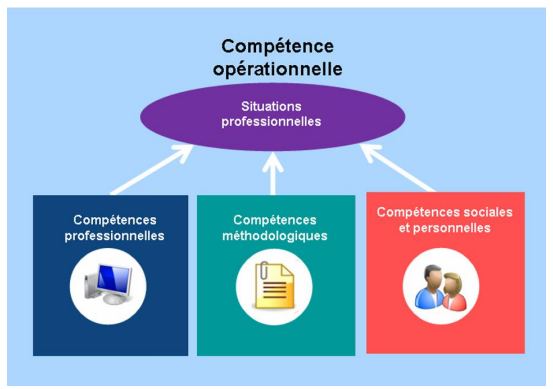 Compétence
opérationnelle
Situations
professionnelles
Compétences
professionnelles
Compétences
méthodologiques
Compétences sociales
et personnelles